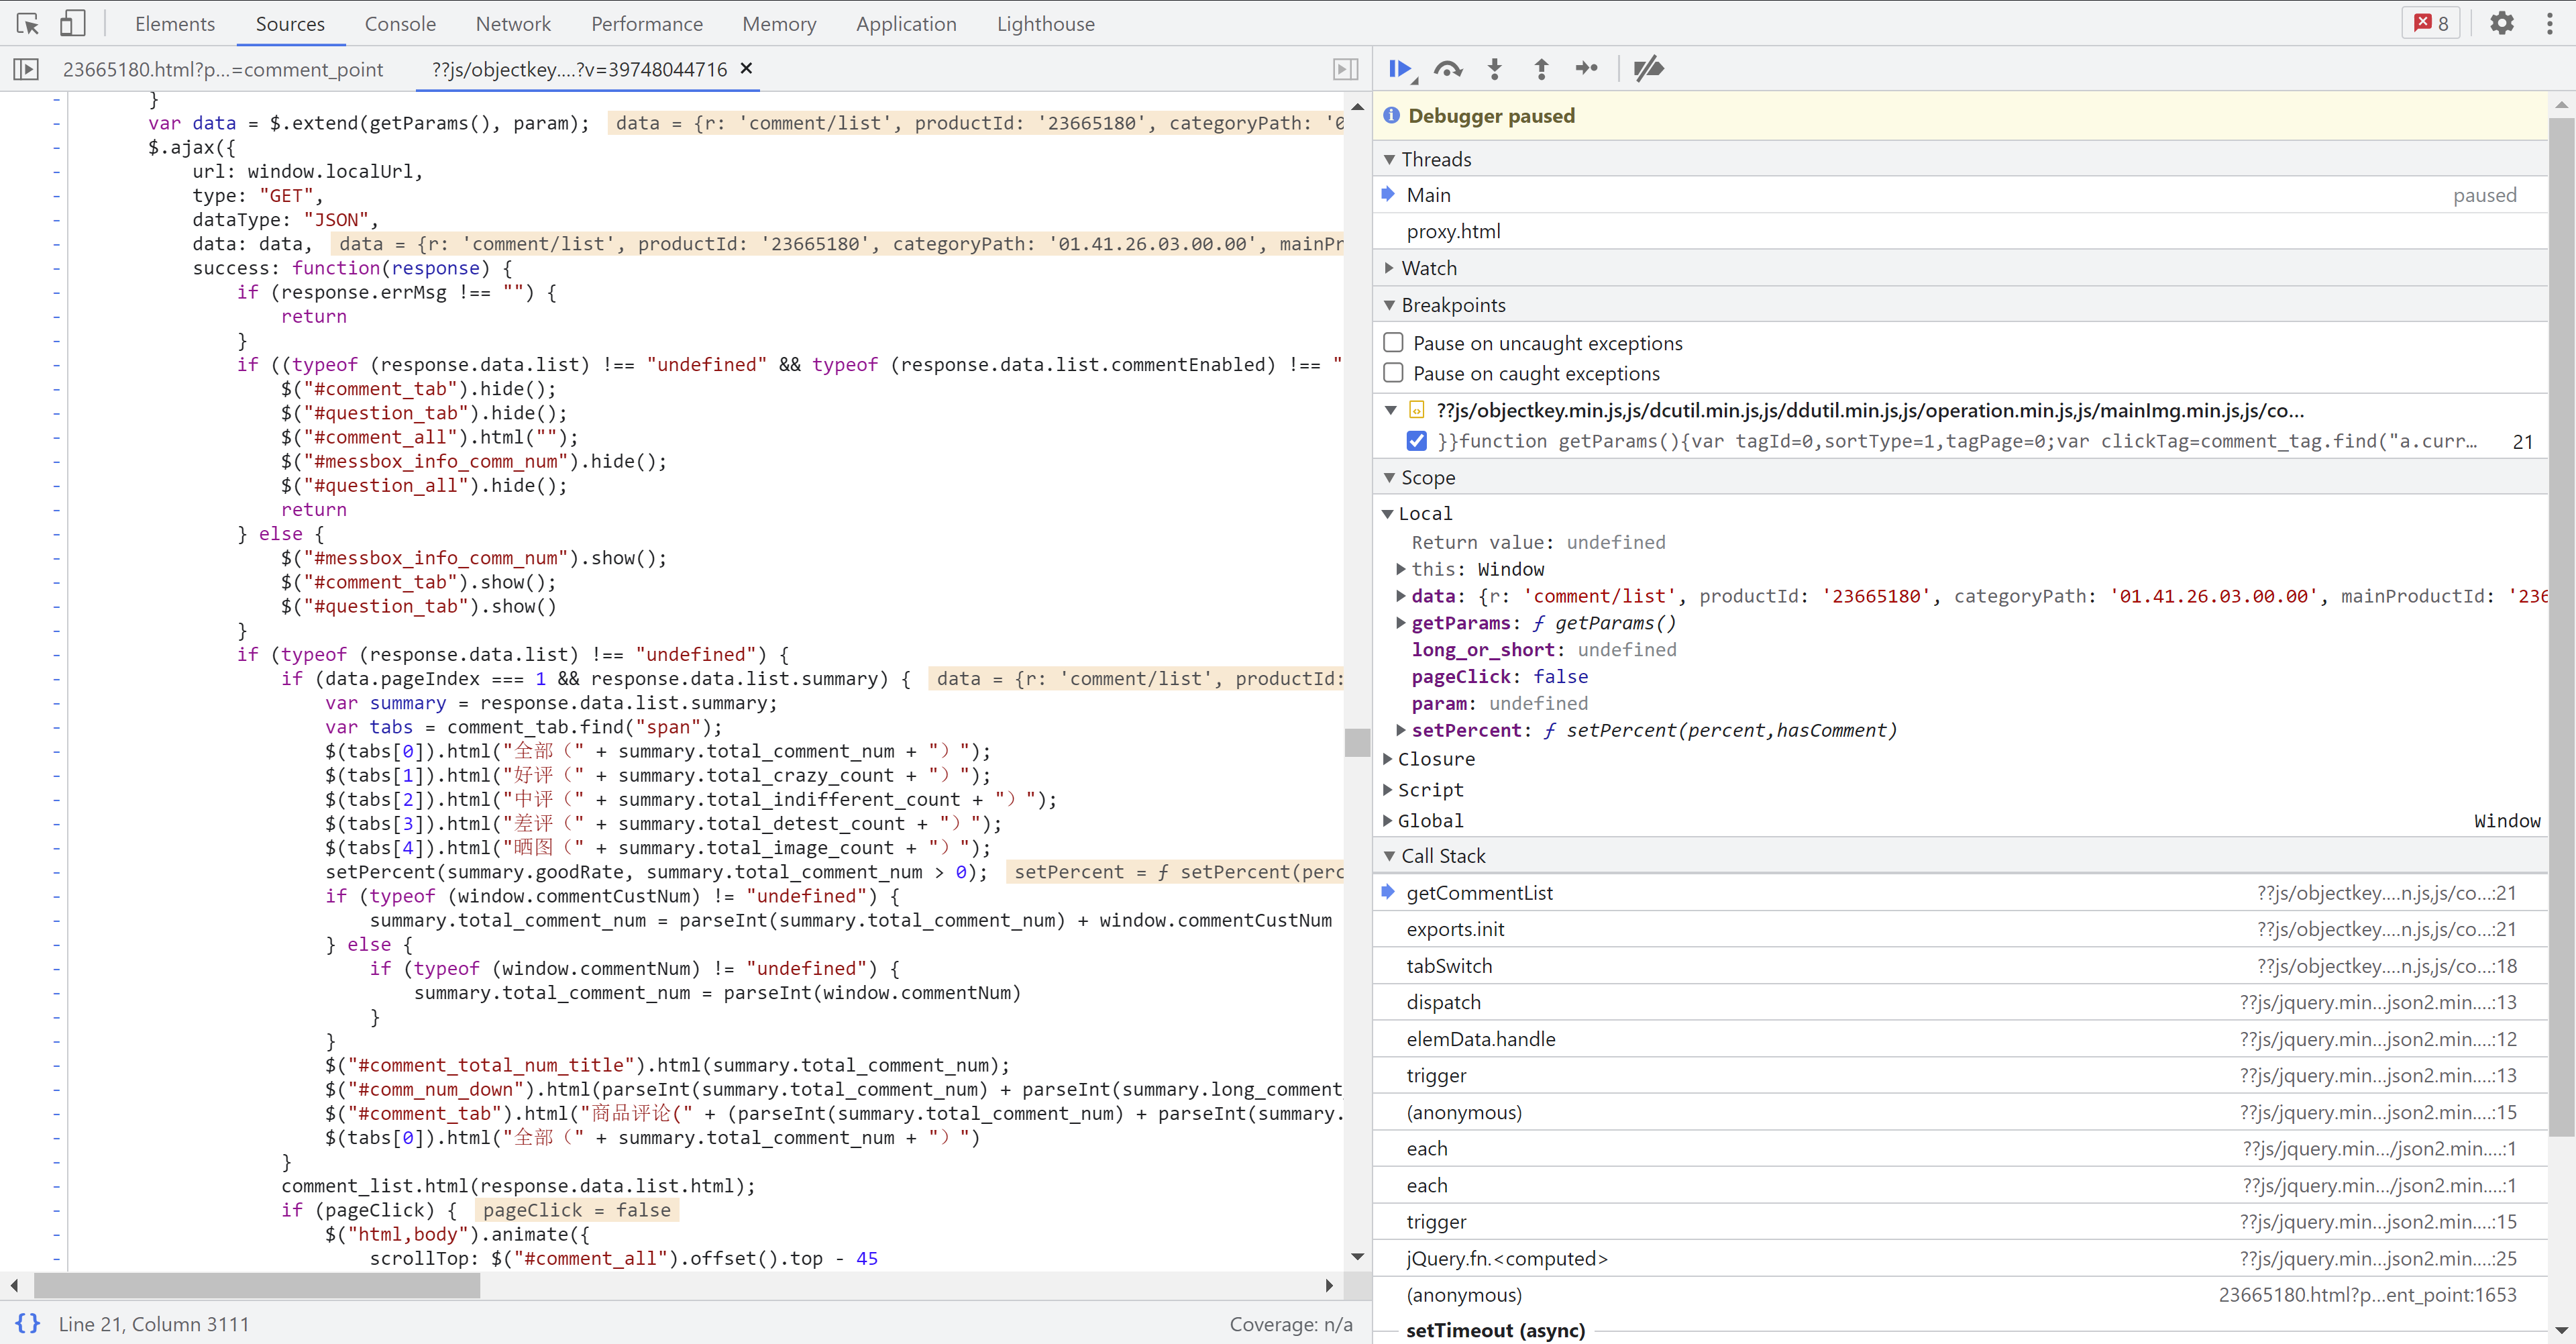 Elements Sources Console Network Performance Memory Application Lighthouse 8
23665180.html?p...=comment_point ??js/objectkey....?v=39748044716
}
var data = $.extend(getParams(), param); data = {r: 'comment/list', productId: '23665180', categoryPath: '0
$.ajax({
url: window.localUrl,
type: "GET",
dataType: "JSON",
data: data, data = {r: 'comment/list', productId: '23665180', categoryPath: '01.41.26.03.00.00', mainPr
success: function(response) {
if (response.errMsg !== "") {
return
}
if ((typeof (response.data.list) !== "undefined" && typeof (response.data.list.commentEnabled) !== "
$("#comment_tab").hide();
$("#question_tab").hide();
$("#comment_all").html("");
$("#messbox_info_comm_num").hide();
$("#question_all").hide();
return
} else {
$("#messbox_info_comm_num").show();
$("#comment_tab").show();
$("#question_tab").show()
}
if (typeof (response.data.list) !== "undefined") {
if (data.pageIndex === 1 && response.data.list.summary) { data = {r: 'comment/list', productId:
var summary = response.data.list.summary;
var tabs = comment_tab.find("span");
$(tabs[0]).html("全部（" + summary.total_comment_num + "）");
$(tabs[1]).html("好评（" + summary.total_crazy_count + "）");
$(tabs[2]).html("中评（" + summary.total_indifferent_count + "）");
$(tabs[3]).html("差评（" + summary.total_detest_count + "）");
$(tabs[4]).html("晒图（" + summary.total_image_count + "）");
setPercent(summary.goodRate, summary.total_comment_num > 0); setPercent = ƒ setPercent(perc
if (typeof (window.commentCustNum) != "undefined") {
summary.total_comment_num = parseInt(summary.total_comment_num) + window.commentCustNum
} else {
if (typeof (window.commentNum) != "undefined") {
summary.total_comment_num = parseInt(window.commentNum)
}
}
$("#comment_total_num_title").html(summary.total_comment_num);
$("#comm_num_down").html(parseInt(summary.total_comment_num) + parseInt(summary.long_comment
$("#comment_tab").html("商品评论(" + (parseInt(summary.total_comment_num) + parseInt(summary.
$(tabs[0]).html("全部（" + summary.total_comment_num + "）")
}
comment_list.html(response.data.list.html);
if (pageClick) { pageClick = false
$("html,body").animate({
scrollTop: $("#comment_all").offset().top - 45
{} Line 21, Column 3111 Coverage: n/a
Debugger paused
Threads
Main paused
proxy.html
Watch
Breakpoints
Pause on uncaught exceptions
Pause on caught exceptions
??js/objectkey.min.js,js/dcutil.min.js,js/ddutil.min.js,js/operation.min.js,js/mainImg.min.js,js/co...
}}function getParams(){var tagId=0,sortType=1,tagPage=0;var clickTag=comment_tag.find("a.curr… 21
Scope
Local
Return value: undefined
this: Window
data: {r: 'comment/list', productId: '23665180', categoryPath: '01.41.26.03.00.00', mainProductId: '236
getParams: ƒ getParams()
long_or_short: undefined
pageClick: false
param: undefined
setPercent: ƒ setPercent(percent,hasComment)
Closure
Script
Global Window
Call Stack
getCommentList ??js/objectkey....n.js,js/co...:21
exports.init ??js/objectkey....n.js,js/co...:21
tabSwitch ??js/objectkey....n.js,js/co...:18
dispatch ??js/jquery.min...json2.min....:13
elemData.handle ??js/jquery.min...json2.min....:12
trigger ??js/jquery.min...json2.min....:13
(anonymous) ??js/jquery.min...json2.min....:15
each ??js/jquery.min.../json2.min....:1
each ??js/jquery.min.../json2.min....:1
trigger ??js/jquery.min...json2.min....:15
jQuery.fn.<computed> ??js/jquery.min...json2.min....:25
(anonymous) 23665180.html?p...ent_point:1653
setTimeout (async)